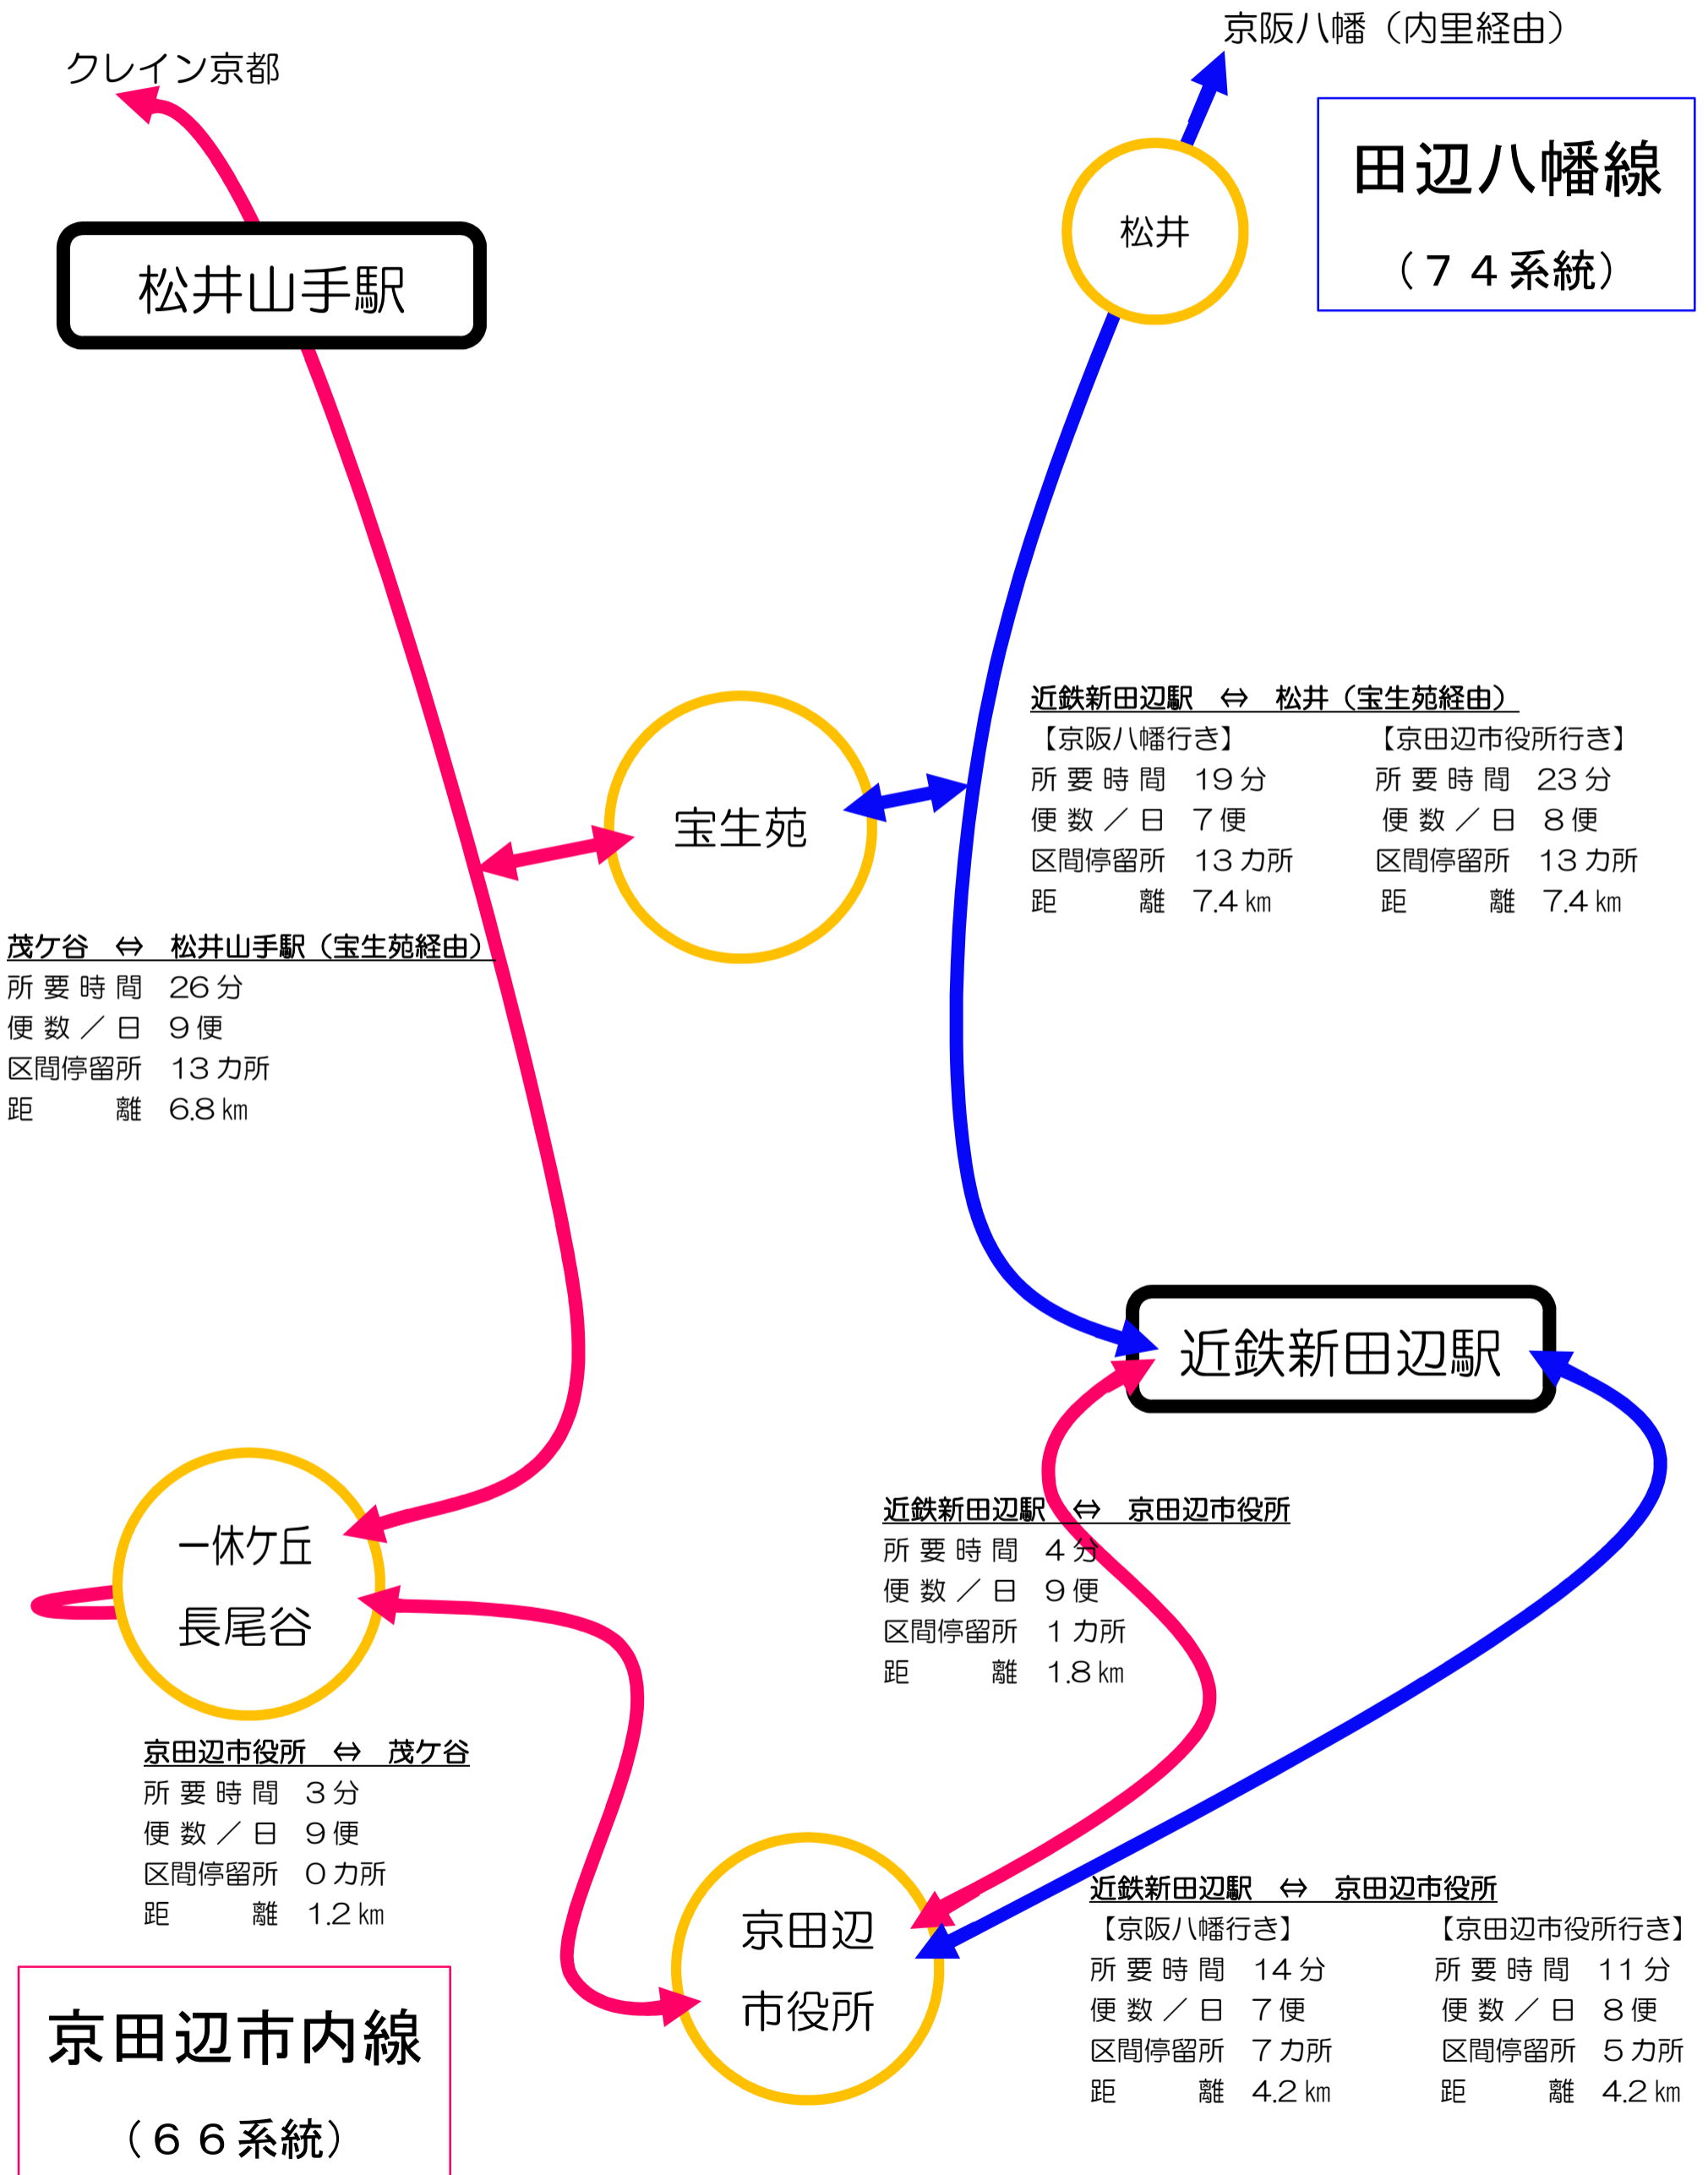 京阪八幡（内里経由）
クレイン京都
田辺八幡線
（７４系統）
松井
松井山手駅
近鉄新田辺駅　⇔　松井（宝生苑経由）
【京阪八幡行き】　【京田辺市役所行き】
所要時間　19分　所要時間　23分
便数／日　7便　便数／日　8便
区間停留所　13カ所　区間停留所　13カ所
距離　7.4km　距離　7.4km
宝生苑
茂ケ谷　⇔　松井山手駅（宝生苑経由）
所要時間　26分
便数／日　9便
区間停留所　13カ所
距離　6.8km
近鉄新田辺駅
近鉄新田辺駅　⇔　京田辺市役所
所要時間　4分
便数／日　9便
区間停留所　1カ所
距離　1.8km
一休ケ丘
長尾谷
京田辺市役所　⇔　茂ケ谷
所要時間　3分
便数／日　9便
区間停留所　0カ所
距離　1.2km
京田辺
市役所
近鉄新田辺駅　⇔　京田辺市役所
【京阪八幡行き】　【京田辺市役所行き】
所要時間　14分　所要時間　11分
便数／日　7便　便数／日　8便
区間停留所　7カ所　区間停留所　5カ所
距離　4.2km　距離　4.2km
京田辺市内線
（６６系統）